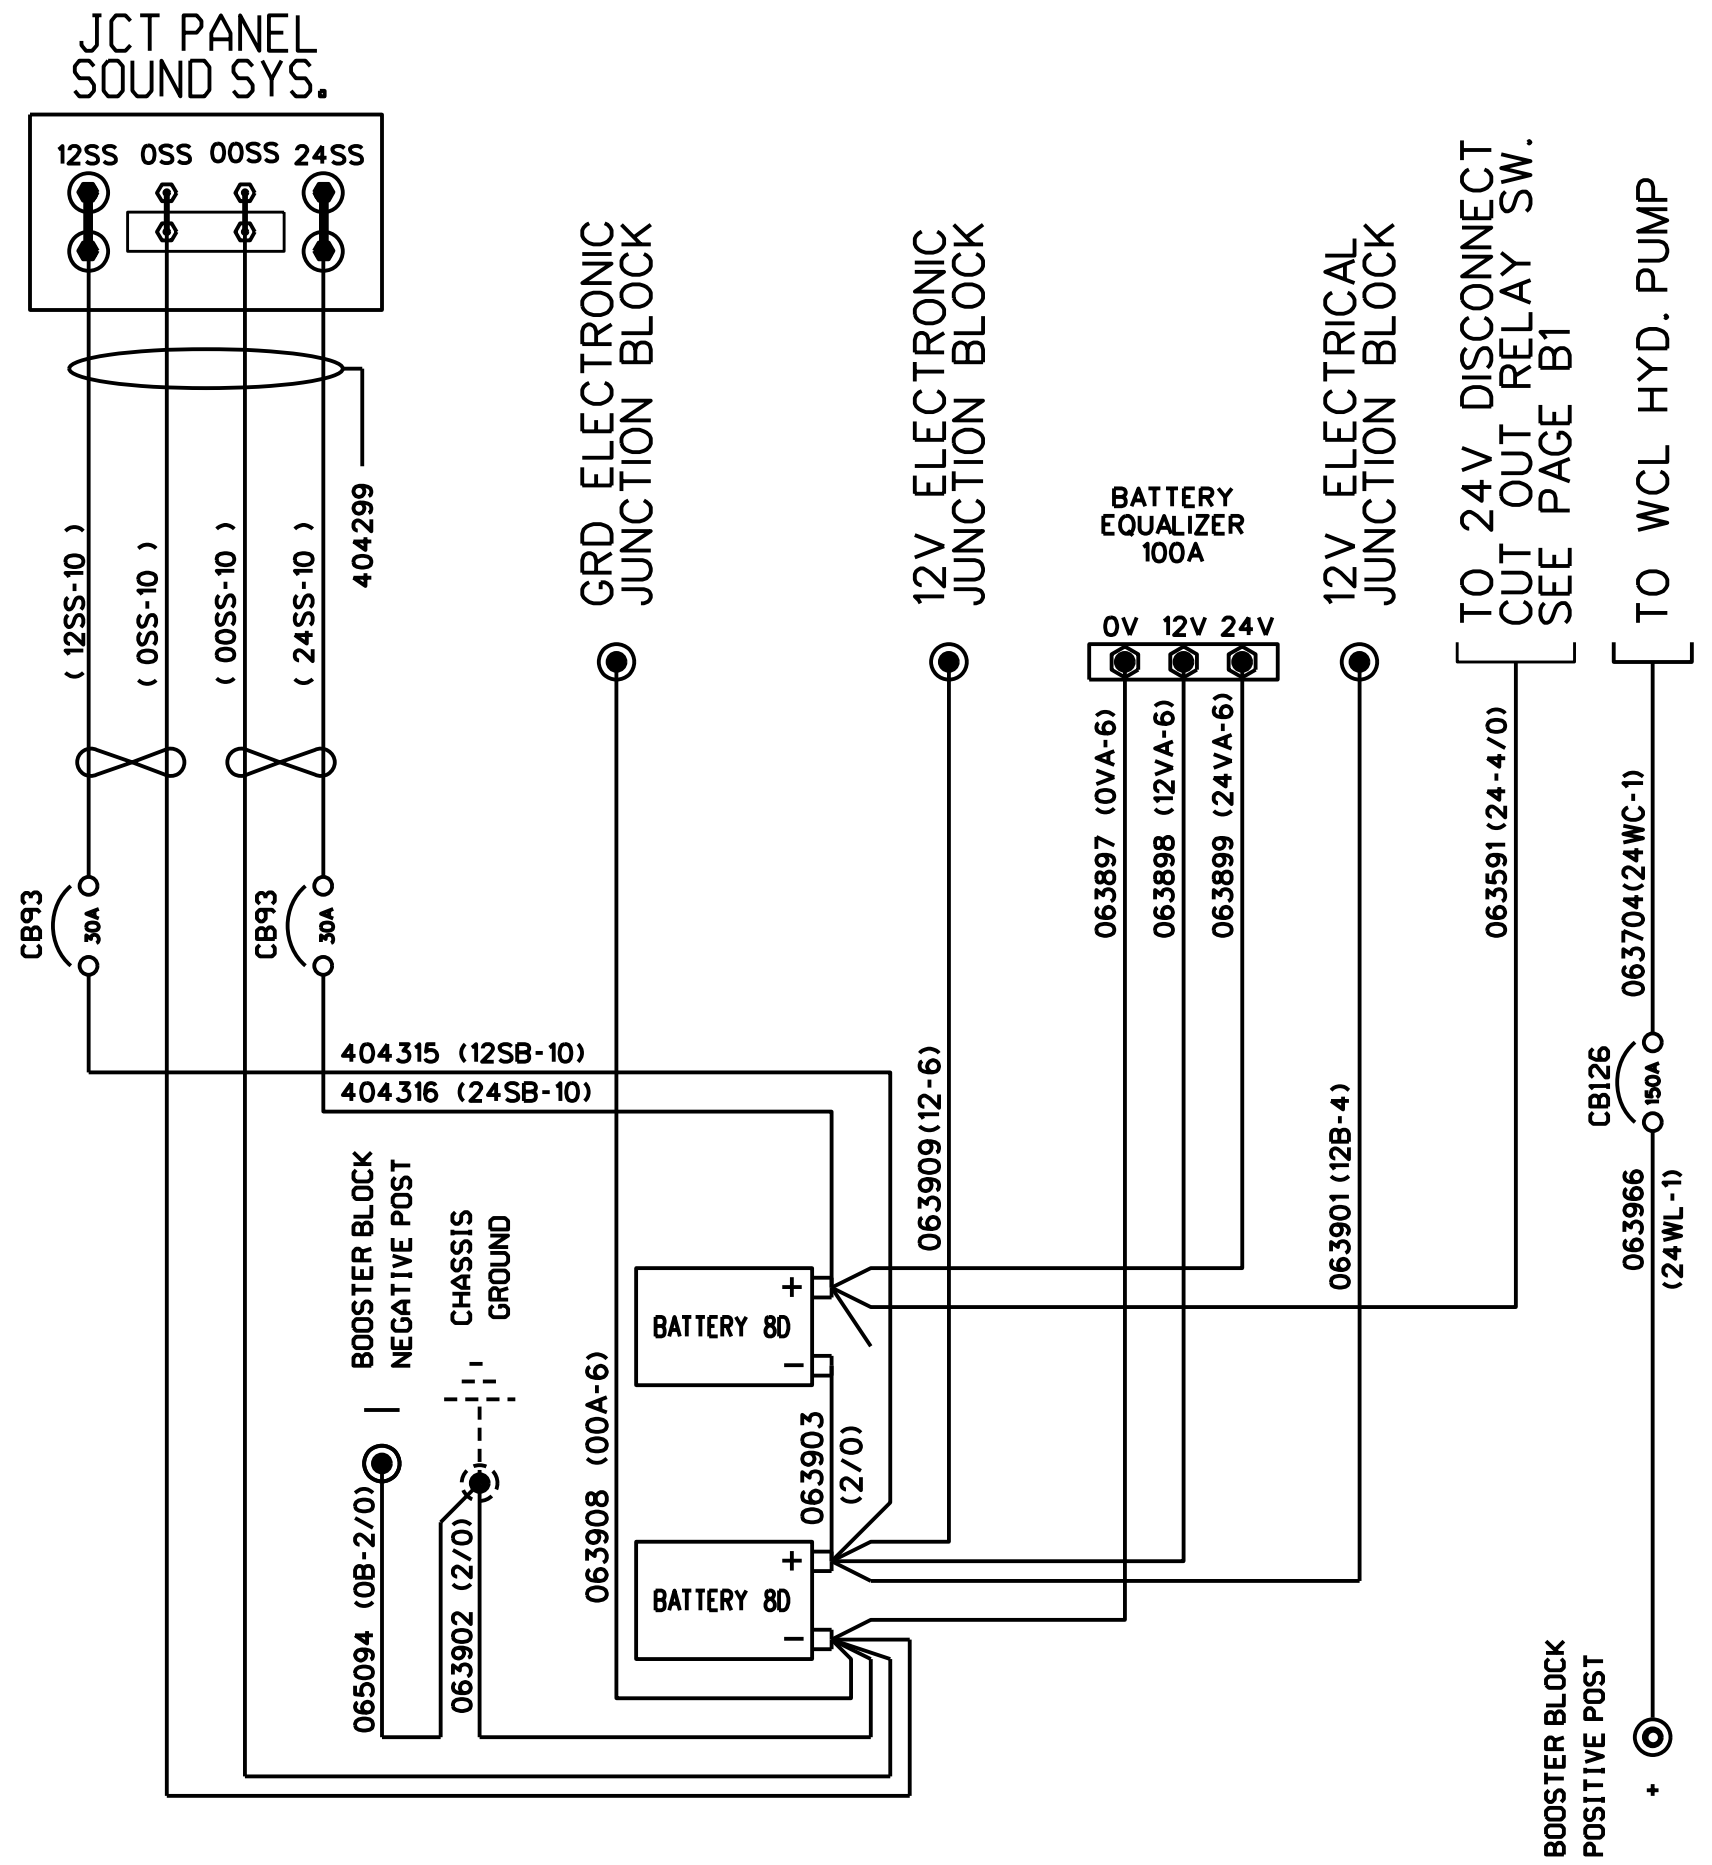 JCT PANEL
SOUND SYS.
12SS 0SS 00SS 24SS
( 12SS-10 )
( 0SS-10 )
( 00SS-10 )
( 24SS-10 )
404299
CB93
30A
CB93
30A
404315 (12SB-10)
404316 (24SB-10)
GRD ELECTRONIC
JUNCTION BLOCK
12V ELECTRONIC
JUNCTION BLOCK
BATTERY
EQUALIZER
100A
0V 12V 24V
12V ELECTRICAL
JUNCTION BLOCK
TO 24V DISCONNECT
CUT OUT RELAY SW.
SEE PAGE B1
TO WCL HYD. PUMP
063897 (0VA-6)
063898 (12VA-6)
063899 (24VA-6)
063591(24-4/0)
063704(24WC-1)
CB126
150A
063966
(24WL-1)
063909(12-6)
063901(12B-4)
BOOSTER BLOCK
NEGATIVE POST
—
CHASSIS
GROUND
065094 (0B-2/0)
063902 (2/0)
063908 (00A-6)
+
BATTERY 8D
−
063903
(2/0)
+
BATTERY 8D
−
BOOSTER BLOCK
POSITIVE POST
+